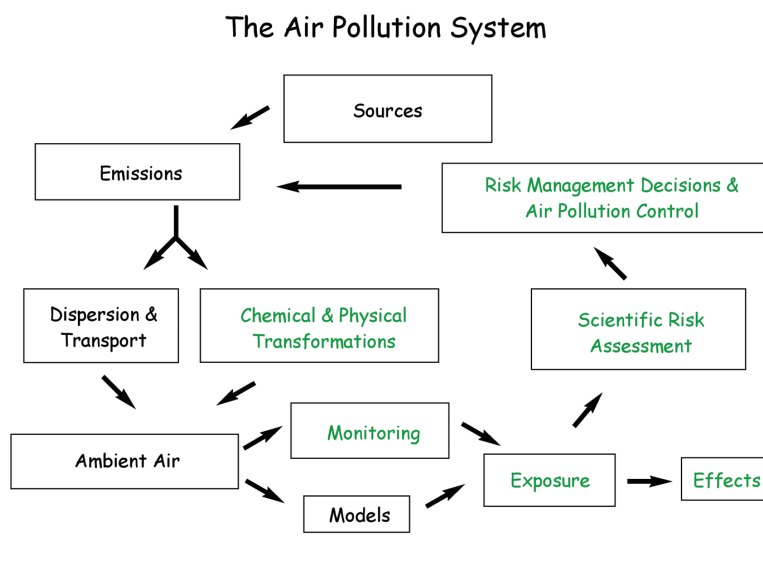 The Air Pollution System
Sources
Emissions
Risk Management Decisions &
Air Pollution Control
Dispersion &
Transport
Chemical & Physical
Transformations
Scientific Risk
Assessment
Monitoring
Ambient Air
Exposure
Effects
Models